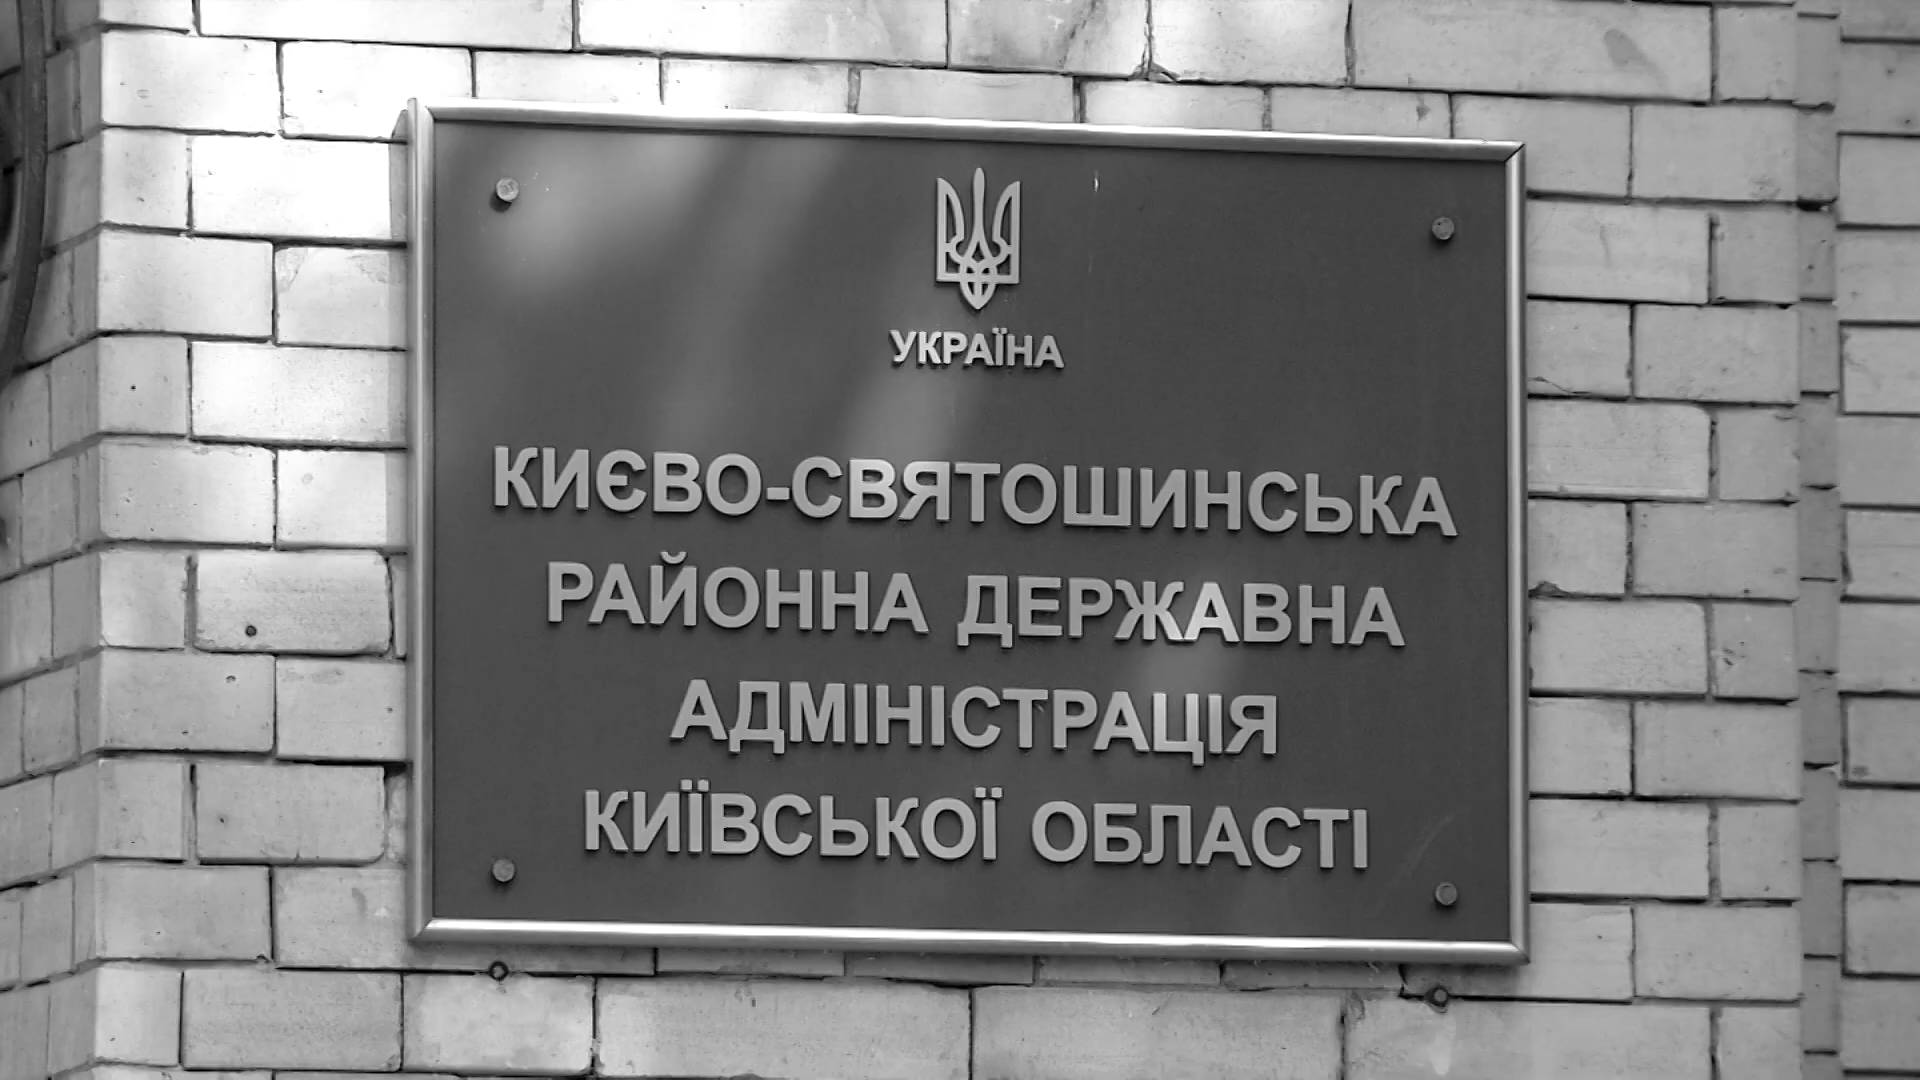 УКРАЇНА
КИЄВО-СВЯТОШИНСЬКА
РАЙОННА ДЕРЖАВНА
АДМІНІСТРАЦІЯ
КИЇВСЬКОЇ ОБЛАСТІ